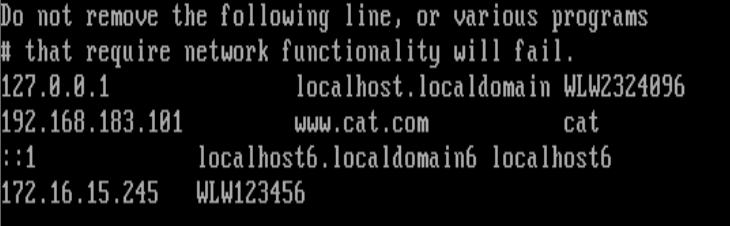 Do not remove the following line, or various programs
# that require network functionality will fail.
127.0.0.1 localhost.localdomain WLW2324096
192.168.183.101 www.cat.com cat
::1 localhost6.localdomain6 localhost6
172.16.15.245 WLW123456